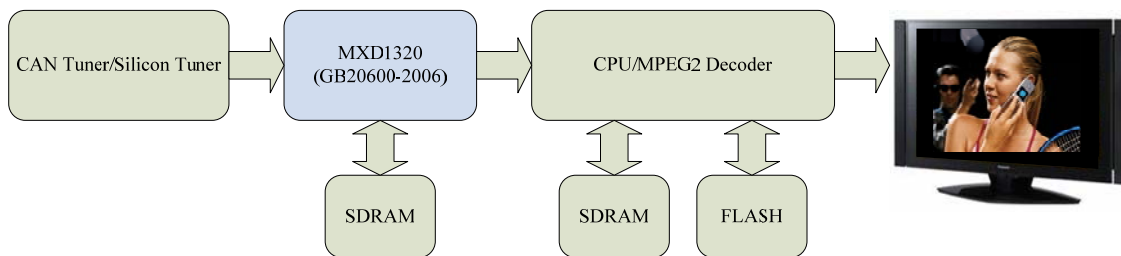 CAN Tuner/Silicon Tuner
MXD1320
(GB20600-2006)
CPU/MPEG2 Decoder
SDRAM
SDRAM
FLASH